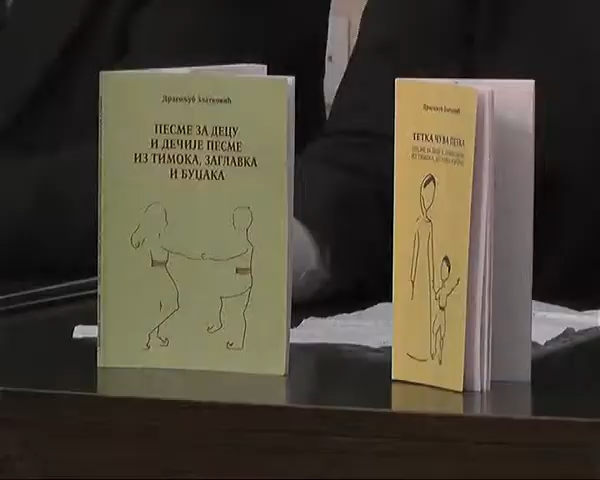 Драгољуб Златковић
ПЕСМЕ ЗА ДЕЦУ
И ДЕЧИЈЕ ПЕСМЕ
ИЗ ТИМОКА, ЗАГЛАВКА
И БУЏАКА
ТЕТКА ЧУВА ПЕТКА